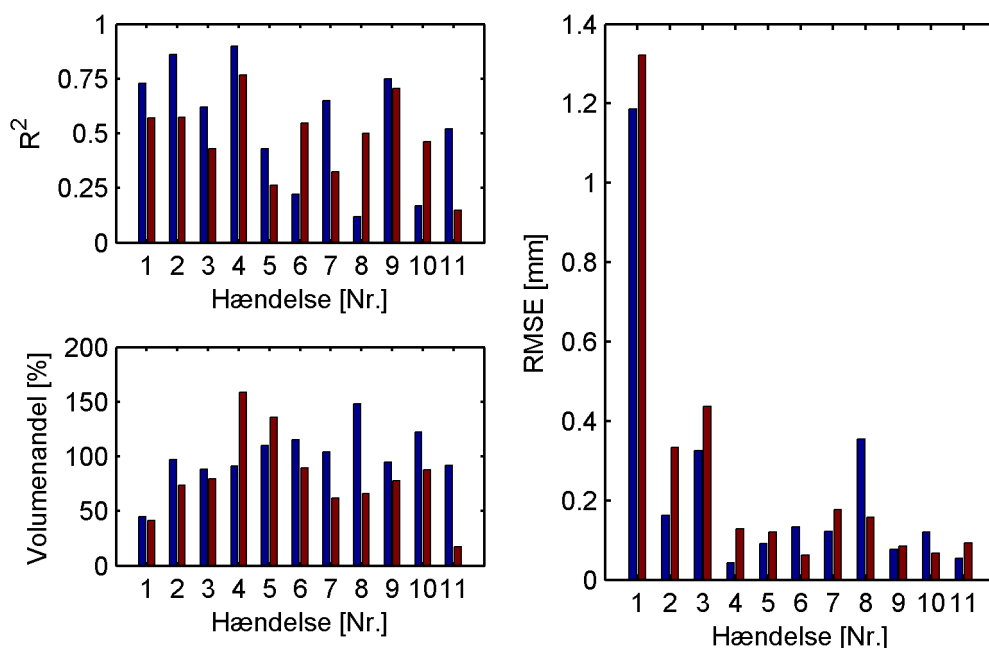 1
0.75
0.5
0.25
0
R²
1 2 3 4 5 6 7 8 9 10 11
Hændelse [Nr.]
200
150
100
50
0
Volumenandel [%]
1 2 3 4 5 6 7 8 9 10 11
Hændelse [Nr.]
1.4
1.2
1
0.8
0.6
0.4
0.2
0
RMSE [mm]
1 2 3 4 5 6 7 8 9 10 11
Hændelse [Nr.]